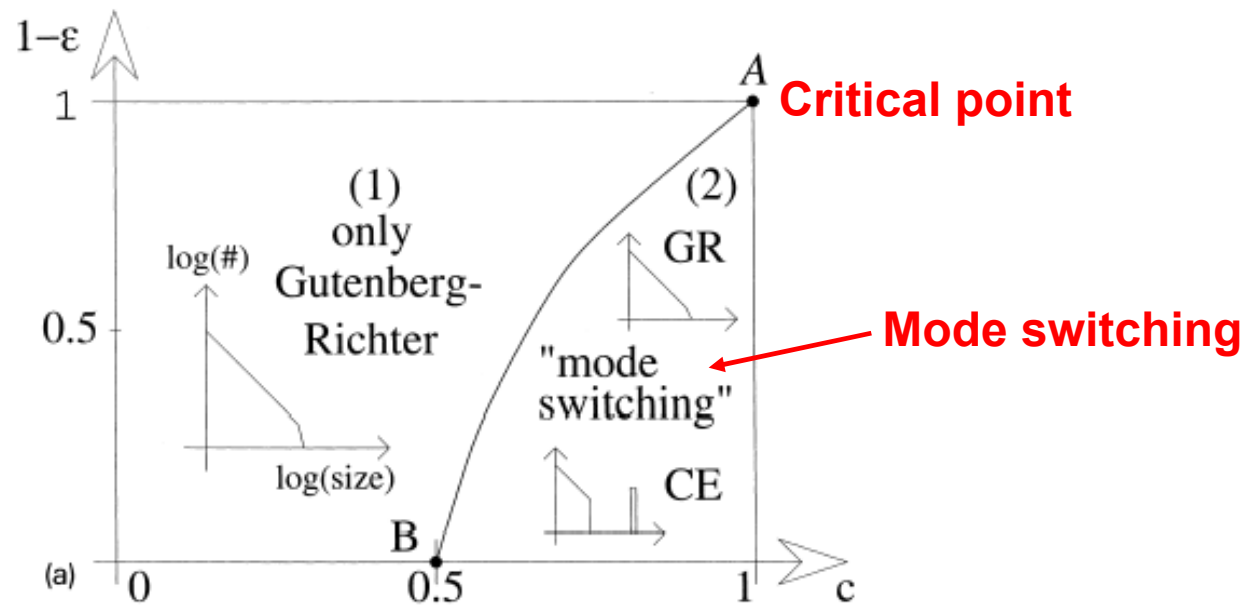 1−ε
A
1
Critical point
(1)
only
Gutenberg-
Richter
(2)
GR
log(#)
0.5
Mode switching
"mode
switching"
log(size)
CE
B
(a)
0
0.5
1
c